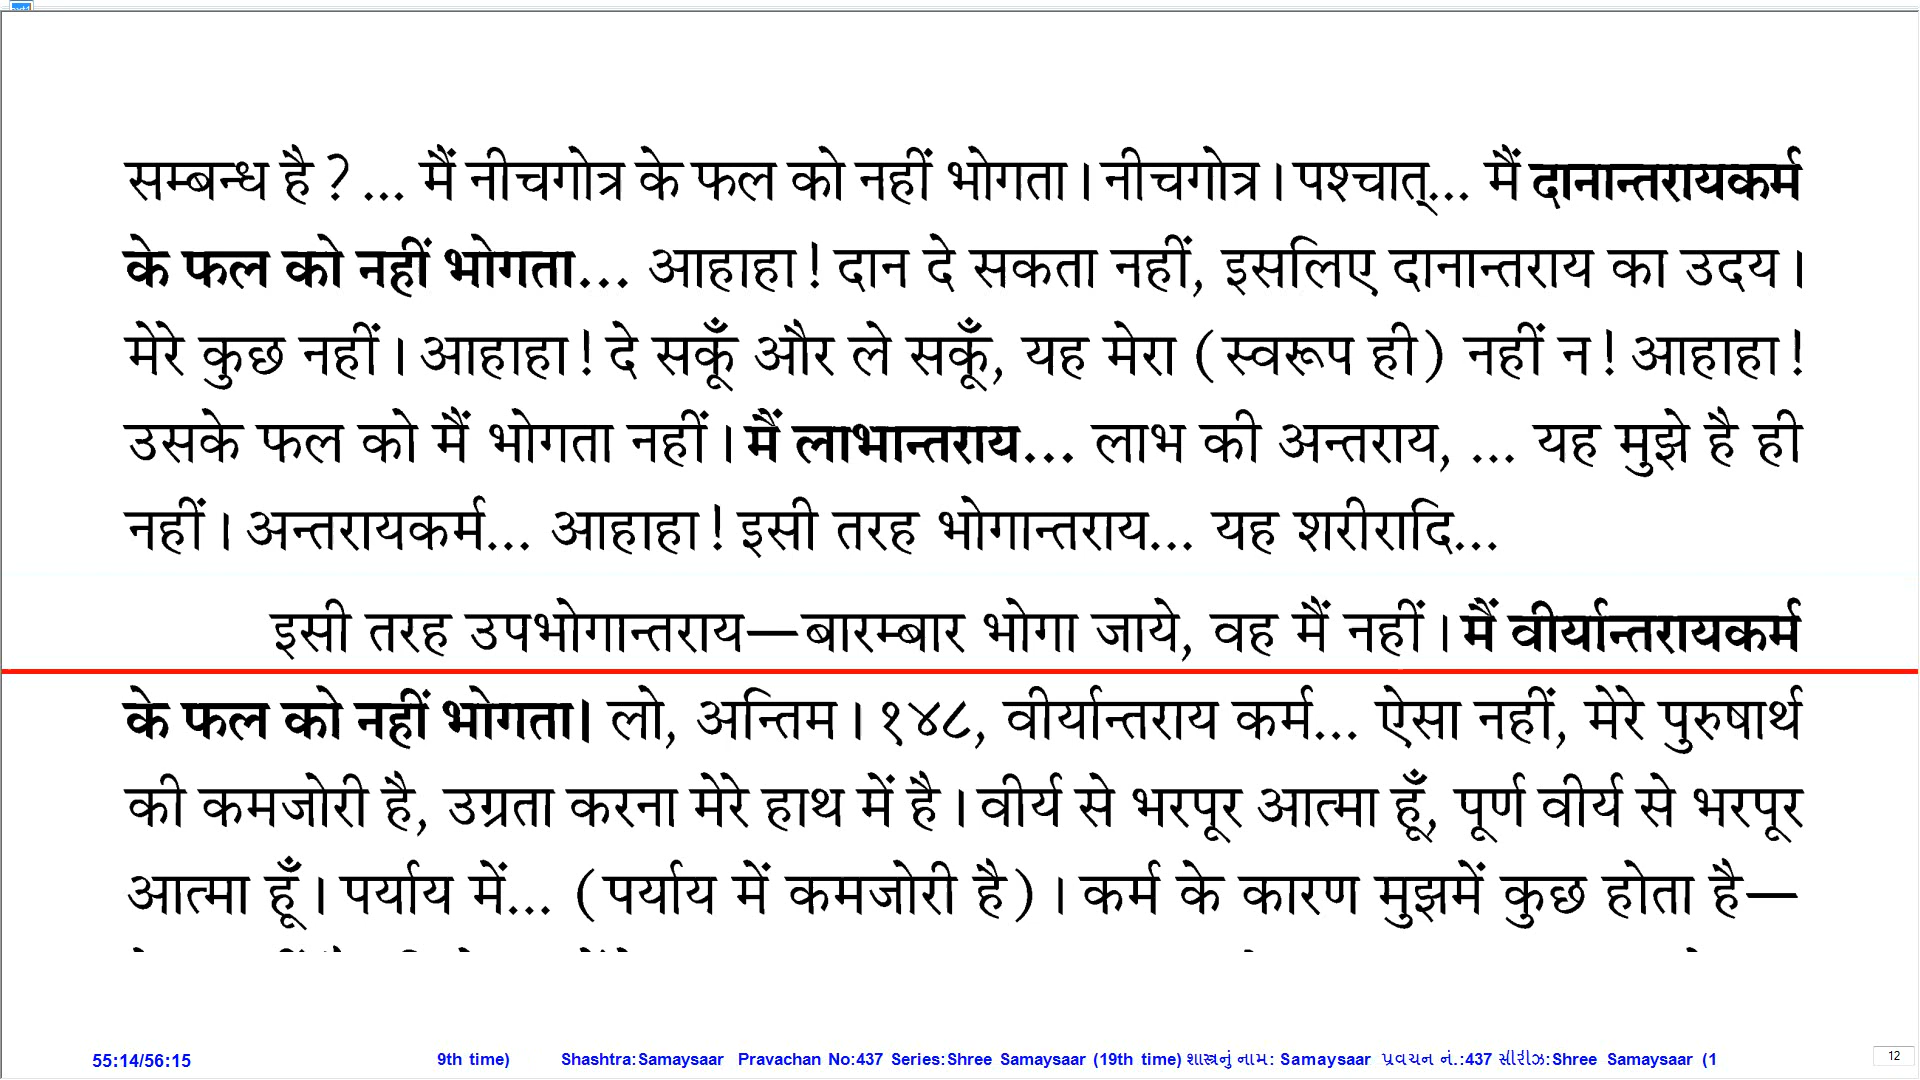 सम्बन्ध है ? ... मैं नीचगोत्र के फल को नहीं भोगता । नीचगोत्र । पश्चात्... मैं दानान्तरायकर्म
के फल को नहीं भोगता... आहाहा ! दान दे सकता नहीं, इसलिए दानान्तराय का उदय ।
मेरे कुछ नहीं । आहाहा ! दे सकूँ और ले सकूँ, यह मेरा (स्वरूप ही) नहीं न ! आहाहा !
उसके फल को मैं भोगता नहीं । मैं लाभान्तराय... लाभ की अन्तराय, ... यह मुझे है ही
नहीं । अन्तरायकर्म... आहाहा ! इसी तरह भोगान्तराय... यह शरीरादि...
इसी तरह उपभोगान्तराय—बारम्बार भोगा जाये, वह मैं नहीं । मैं वीर्यान्तरायकर्म
के फल को नहीं भोगता। लो, अन्तिम । १४८, वीर्यान्तराय कर्म... ऐसा नहीं, मेरे पुरुषार्थ
की कमजोरी है, उग्रता करना मेरे हाथ में है । वीर्य से भरपूर आत्मा हूँ, पूर्ण वीर्य से भरपूर
आत्मा हूँ । पर्याय में... (पर्याय में कमजोरी है) । कर्म के कारण मुझमें कुछ होता है—
55:14/56:15 9th time) Shashtra:Samaysaar Pravachan No:437 Series:Shree Samaysaar (19th time) શાસ્ત્રનું નામ: Samaysaar પ્રવચન નં.:437 સીરીઝ:Shree Samaysaar (1 12